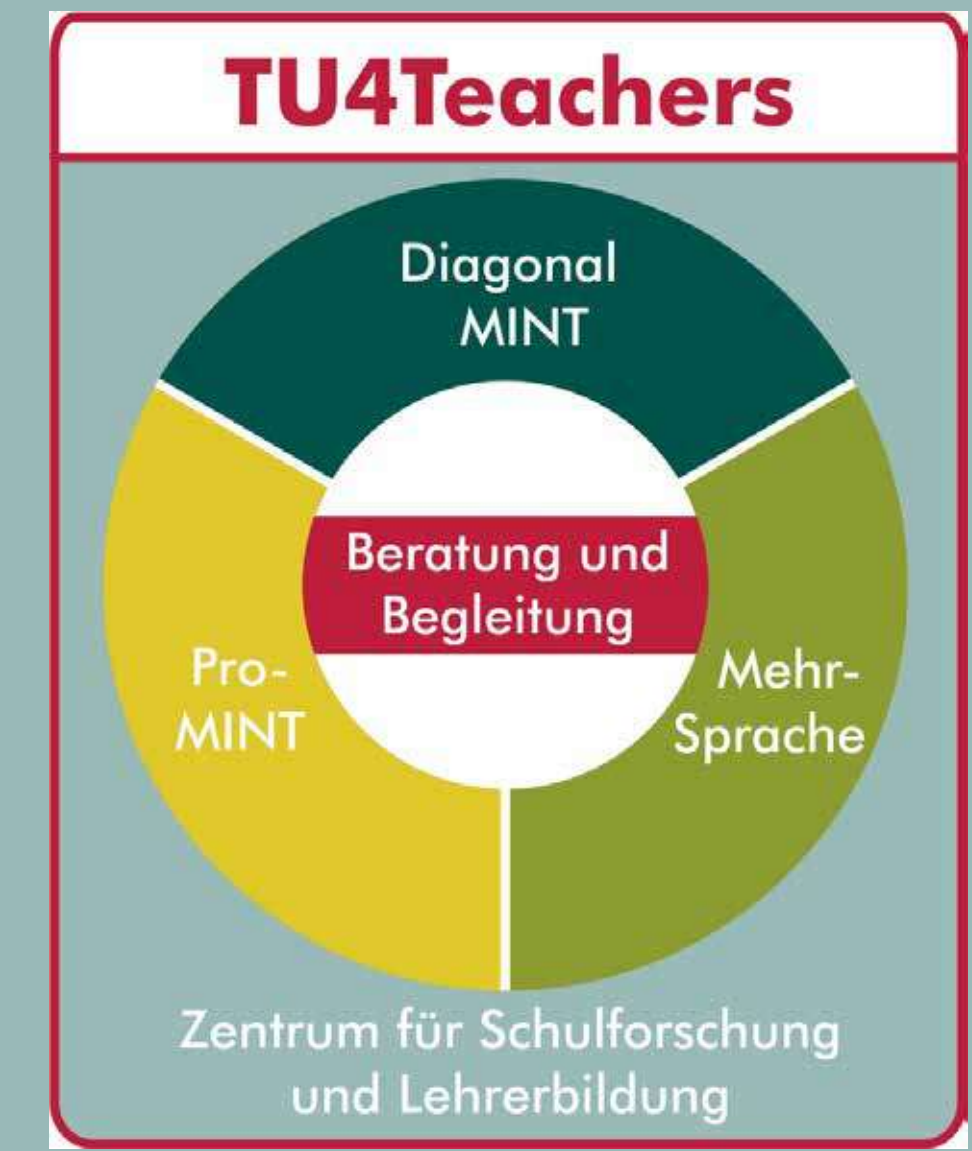 TU4Teachers
Diagonal
MINT
Beratung und
Begleitung
Pro-
MINT
Mehr-
Sprache
Zentrum für Schulforschung
und Lehrerbildung